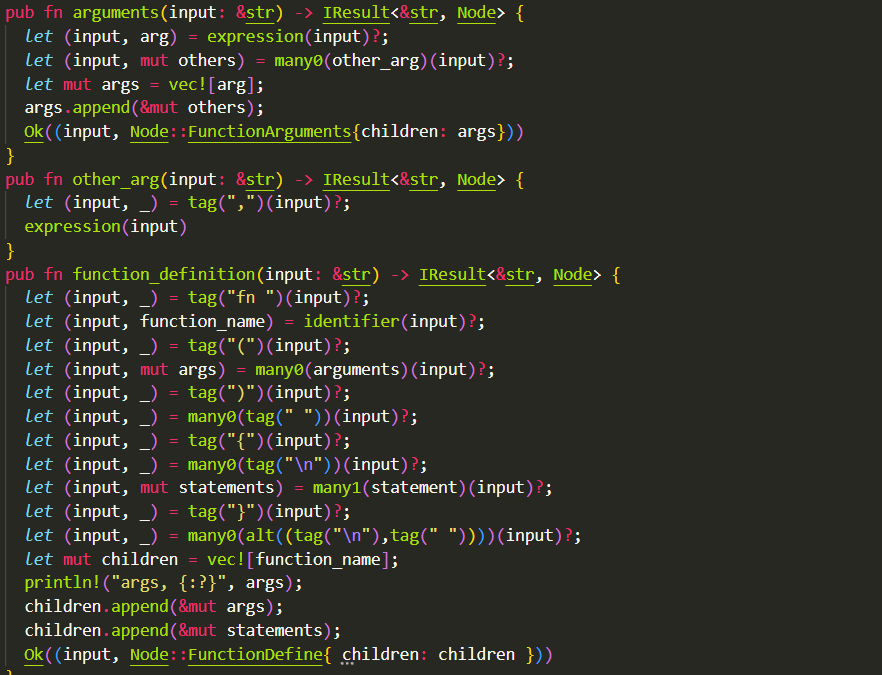 pub fn arguments(input: &str) -> IResult<&str, Node> {
  let (input, arg) = expression(input)?;
  let (input, mut others) = many0(other_arg)(input)?;
  let mut args = vec![arg];
  args.append(&mut others);
  Ok((input, Node::FunctionArguments{children: args}))
}
pub fn other_arg(input: &str) -> IResult<&str, Node> {
  let (input, _) = tag(",")(input)?;
  expression(input)
}
pub fn function_definition(input: &str) -> IResult<&str, Node> {
  let (input, _) = tag("fn ")(input)?;
  let (input, function_name) = identifier(input)?;
  let (input, _) = tag("(")(input)?;
  let (input, mut args) = many0(arguments)(input)?;
  let (input, _) = tag(")")(input)?;
  let (input, _) = many0(tag(" "))(input)?;
  let (input, _) = tag("{")(input)?;
  let (input, _) = many0(tag("\n"))(input)?;
  let (input, mut statements) = many1(statement)(input)?;
  let (input, _) = tag("}")(input)?;
  let (input, _) = many0(alt((tag("\n"),tag(" "))))(input)?;
  let mut children = vec![function_name];
  println!("args, {:?}", args);
  children.append(&mut args);
  children.append(&mut statements);
  Ok((input, Node::FunctionDefine{ children: children }))
}